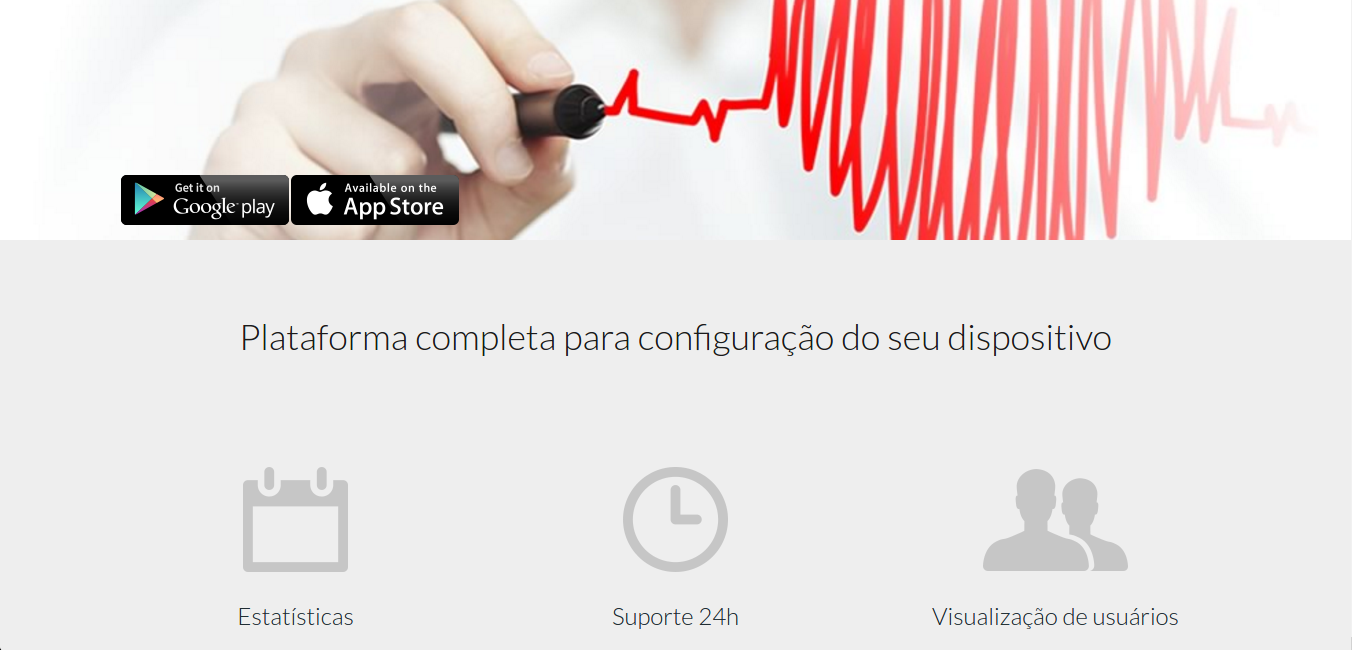 Get it on
Google play
Available on the
App Store
Plataforma completa para configuração do seu dispositivo
Estatísticas
Suporte 24h
Visualização de usuários